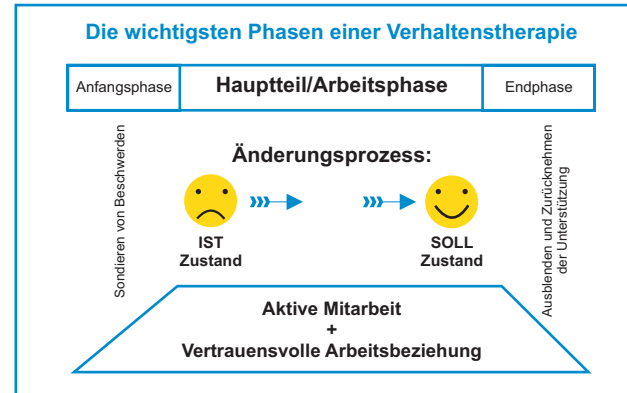 Die wichtigsten Phasen einer Verhaltenstherapie
Anfangsphase
Hauptteil/Arbeitsphase
Endphase
Sondieren von Beschwerden
Änderungsprozess:
IST
Zustand
SOLL
Zustand
Ausblenden und Zurücknehmen
der Unterstützung
Aktive Mitarbeit
+
Vertrauensvolle Arbeitsbeziehung